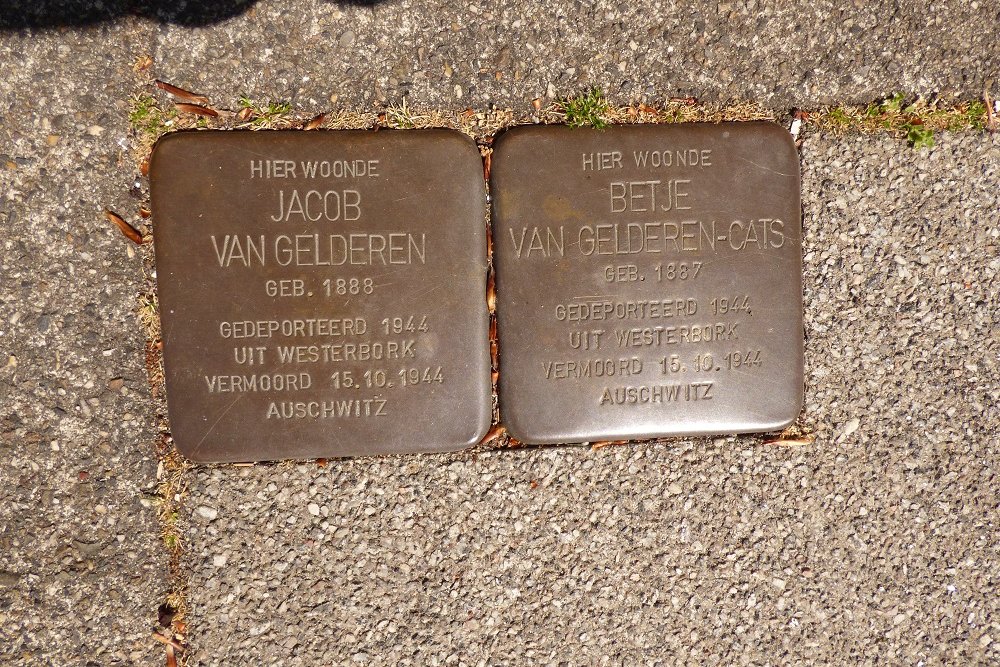 HIER WOONDE
JACOB
VAN GELDEREN
GEB. 1888
GEDEPORTEERD 1944
UIT WESTERBORK
VERMOORD 15.10.1944
AUSCHWITZ
HIER WOONDE
BETJE
VAN GELDEREN-CATS
GEB. 1887
GEDEPORTEERD 1944
UIT WESTERBORK
VERMOORD 15.10.1944
AUSCHWITZ